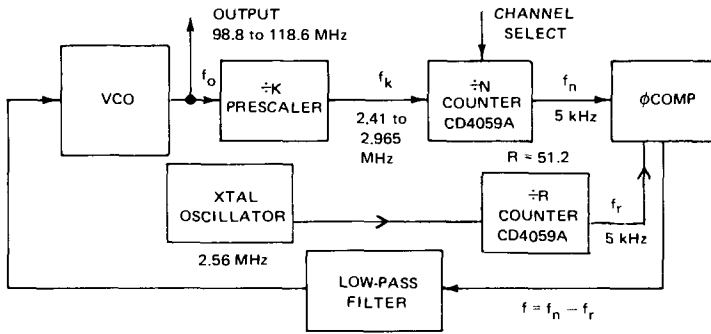 OUTPUT
98.8 to 118.6 MHz
CHANNEL
SELECT
VCO
fo
÷K
PRESCALER
fk
2.41 to
2.965
MHz
÷N
COUNTER
CD4059A
fn
5 kHz
φCOMP
R = 51.2
XTAL
OSCILLATOR
2.56 MHz
÷R
COUNTER
CD4059A
fr
5 kHz
LOW-PASS
FILTER
f = fn – fr